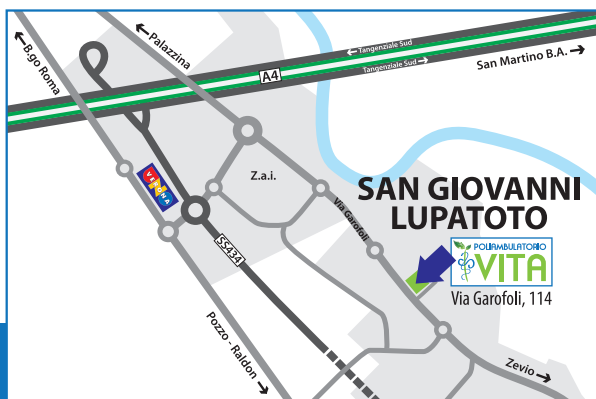 B.go Roma
Palazzina
Tangenziale Sud
Tangenziale Sud
A4
San Martino B.A.
VERONA
Z.a.i.
Via Garofoli
SAN GIOVANNI
LUPATOTO
POLIAMBULATORIO
VITA
Via Garofoli, 114
SS434
Pozzo - Raldon
Zevio